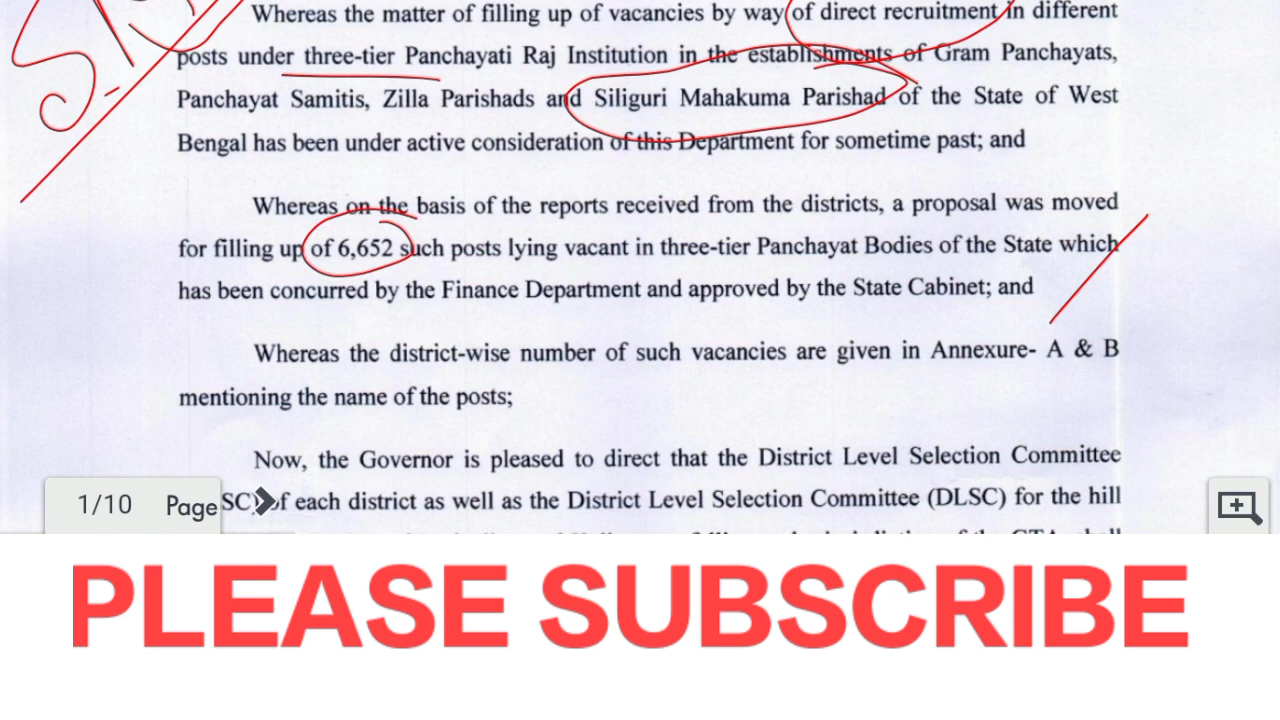 Whereas the matter of filling up of vacancies by way of direct recruitment in different
posts under three-tier Panchayati Raj Institution in the establishments of Gram Panchayats,
Panchayat Samitis, Zilla Parishads and Siliguri Mahakuma Parishad of the State of West
Bengal has been under active consideration of this Department for sometime past; and
Whereas on the basis of the reports received from the districts, a proposal was moved
for filling up of 6,652 such posts lying vacant in three-tier Panchayat Bodies of the State which
has been concurred by the Finance Department and approved by the State Cabinet; and
Whereas the district-wise number of such vacancies are given in Annexure- A & B
mentioning the name of the posts;
Now, the Governor is pleased to direct that the District Level Selection Committee
SC) of each district as well as the District Level Selection Committee (DLSC) for the hill
1/10 Page
PLEASE SUBSCRIBE